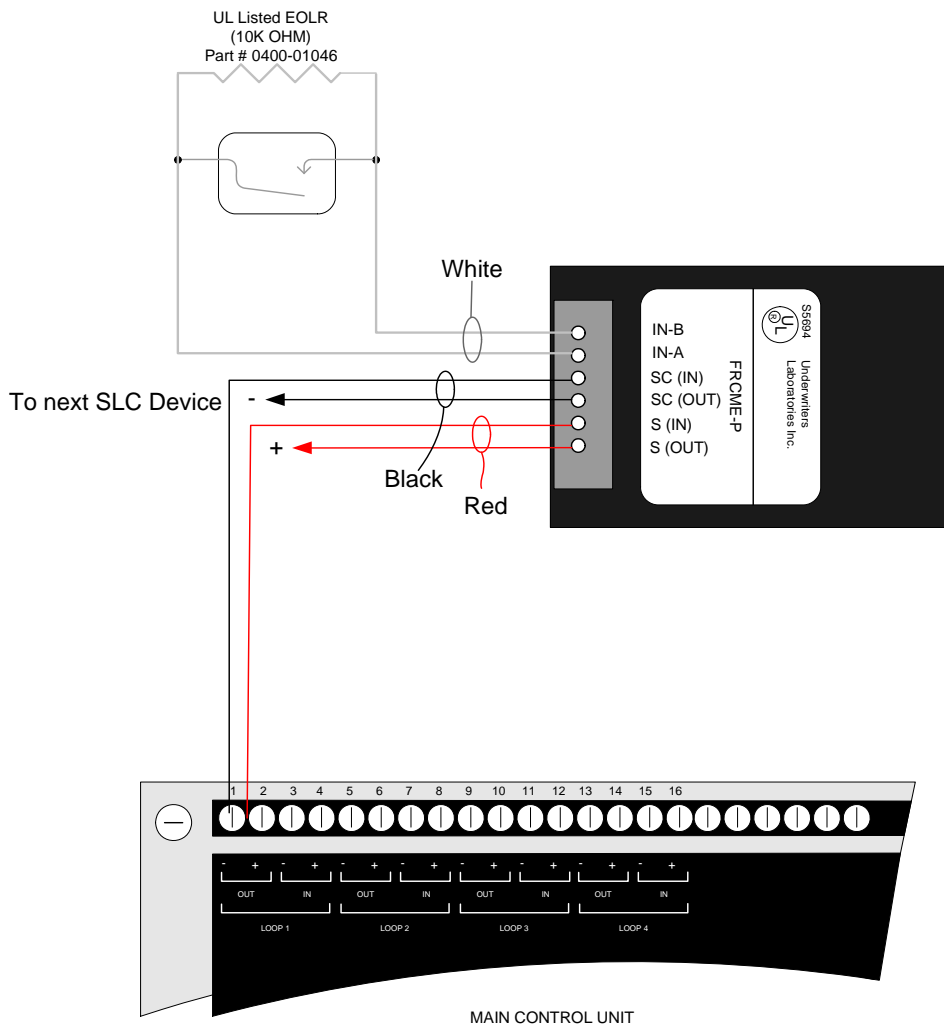 UL Listed EOLR
(10K OHM)
Part # 0400-01046
White
IN-B
IN-A
SC (IN)
SC (OUT)
S (IN)
S (OUT)
FRCME-P
UL
®
S5694
Underwriters
Laboratories Inc.
To next SLC Device
-
+
Black
Red
1 2 3 4 5 6 7 8 9 10 11 12 13 14 15 16
- + - + - + - + - + - + - + - +
OUT IN OUT IN OUT IN OUT IN
LOOP 1 LOOP 2 LOOP 3 LOOP 4
MAIN CONTROL UNIT